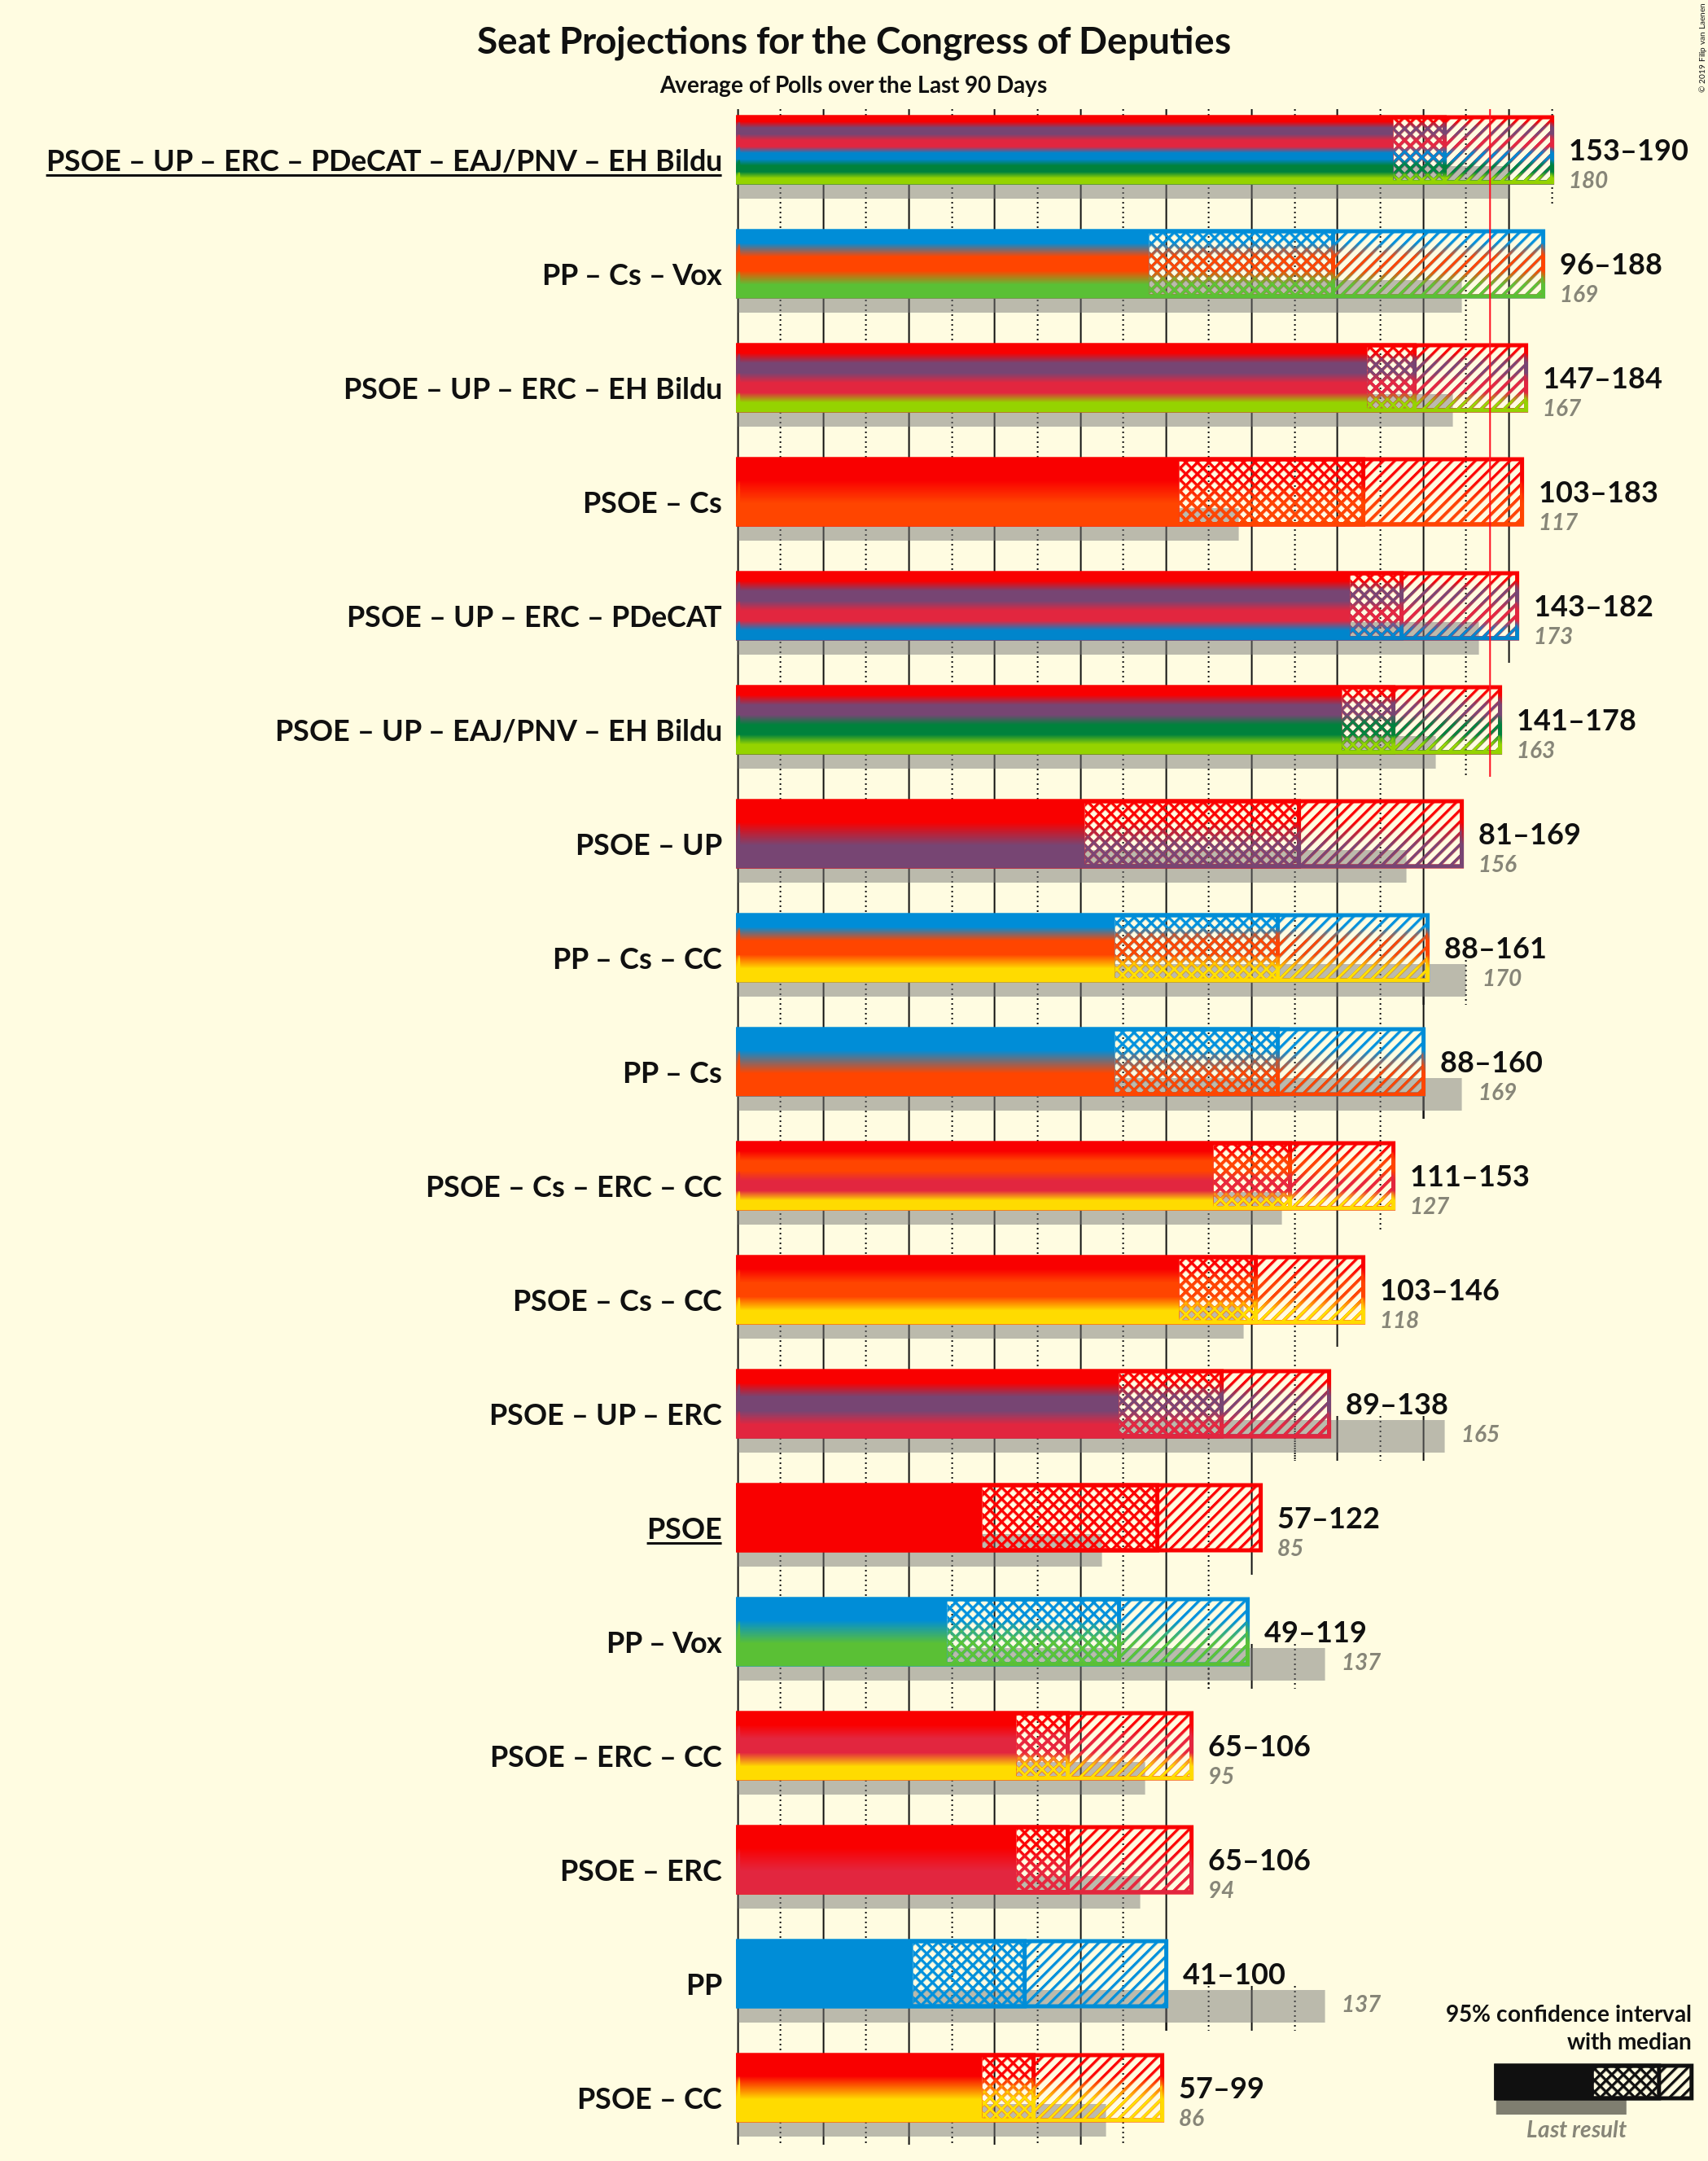 Seat Projections for the Congress of Deputies
Average of Polls over the Last 90 Days
© 2019 Filip van Laenen
PSOE – UP – ERC – PDeCAT – EAJ/PNV – EH Bildu
153–190
180
PP – Cs – Vox
96–188
169
PSOE – UP – ERC – EH Bildu
147–184
167
PSOE – Cs
103–183
117
PSOE – UP – ERC – PDeCAT
143–182
173
PSOE – UP – EAJ/PNV – EH Bildu
141–178
163
PSOE – UP
81–169
156
PP – Cs – CC
88–161
170
PP – Cs
88–160
169
PSOE – Cs – ERC – CC
111–153
127
PSOE – Cs – CC
103–146
118
PSOE – UP – ERC
89–138
165
PSOE
57–122
85
PP – Vox
49–119
137
PSOE – ERC – CC
65–106
95
PSOE – ERC
65–106
94
PP
41–100
137
PSOE – CC
57–99
86
95% confidence interval
with median
Last result